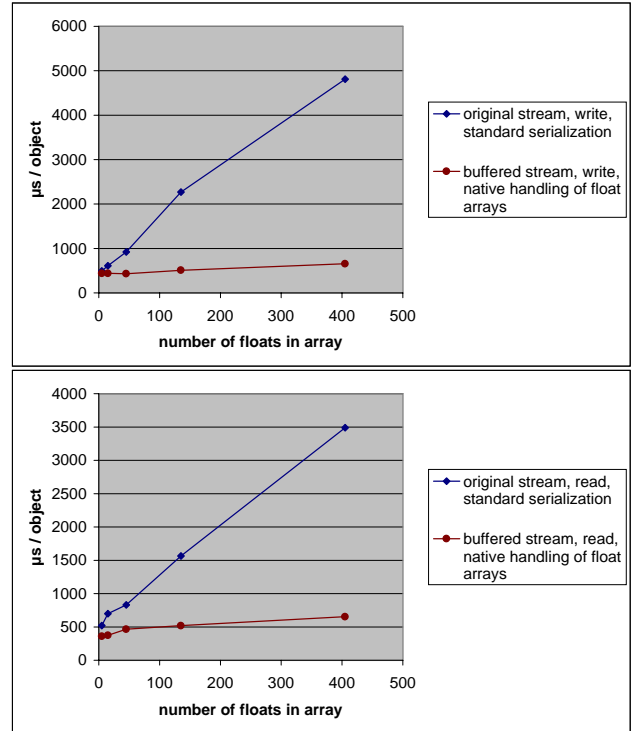 6000
5000
4000
3000
2000
1000
0
µs / object
0 100 200 300 400 500
number of floats in array
original stream, write,
standard serialization
buffered stream, write,
native handling of float
arrays
4000
3500
3000
2500
2000
1500
1000
500
0
µs / object
0 100 200 300 400 500
number of floats in array
original stream, read,
standard serialization
buffered stream, read,
native handling of float
arrays